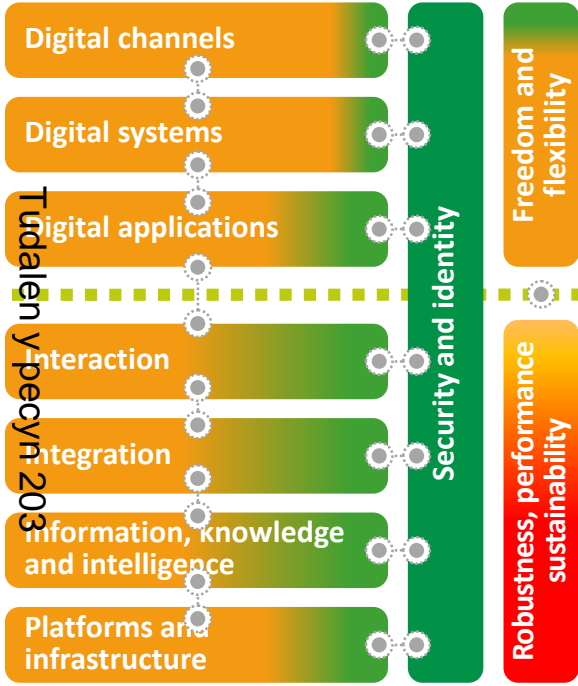 Digital channels
Digital systems
Digital applications
Interaction
Integration
Information, knowledge
and intelligence
Platforms and
infrastructure
Security and identity
Freedom and
flexibility
Robustness, performance
sustainability
Tudalen y pecyn 203